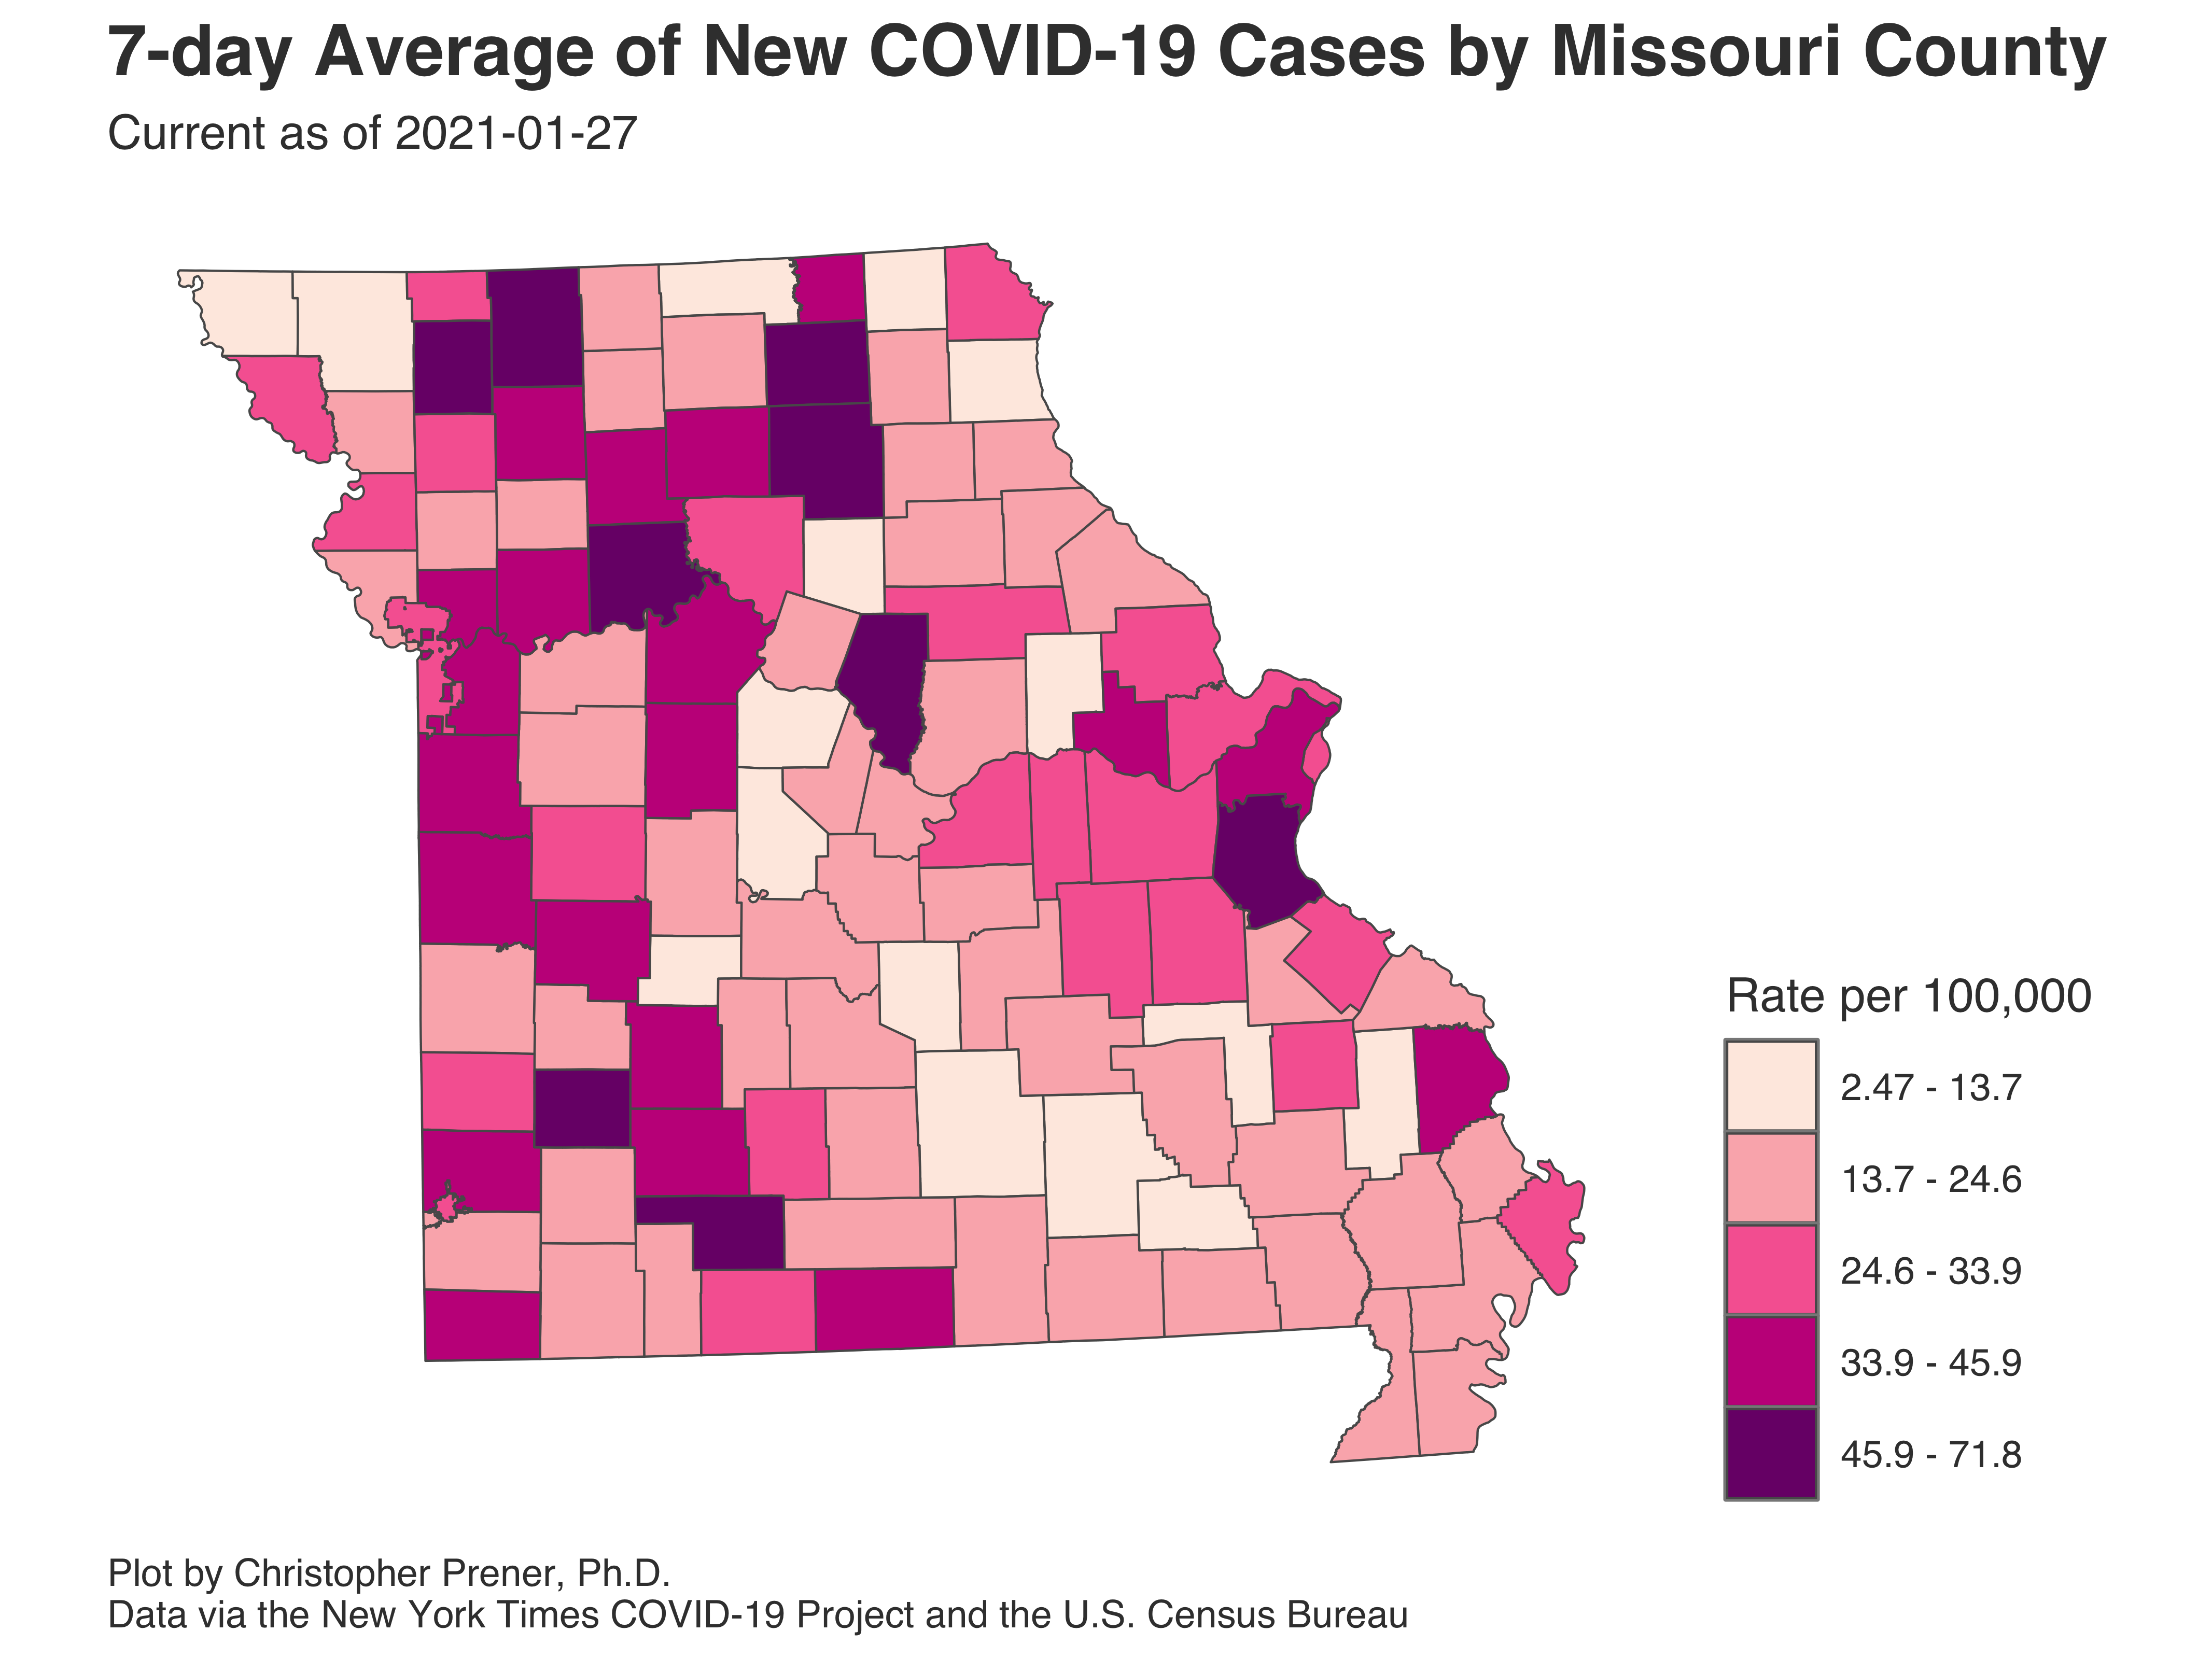 7-day Average of New COVID-19 Cases by Missouri County
Current as of 2021-01-27
Rate per 100,000
2.47 - 13.7
13.7 - 24.6
24.6 - 33.9
33.9 - 45.9
45.9 - 71.8
Plot by Christopher Prener, Ph.D.
Data via the New York Times COVID-19 Project and the U.S. Census Bureau